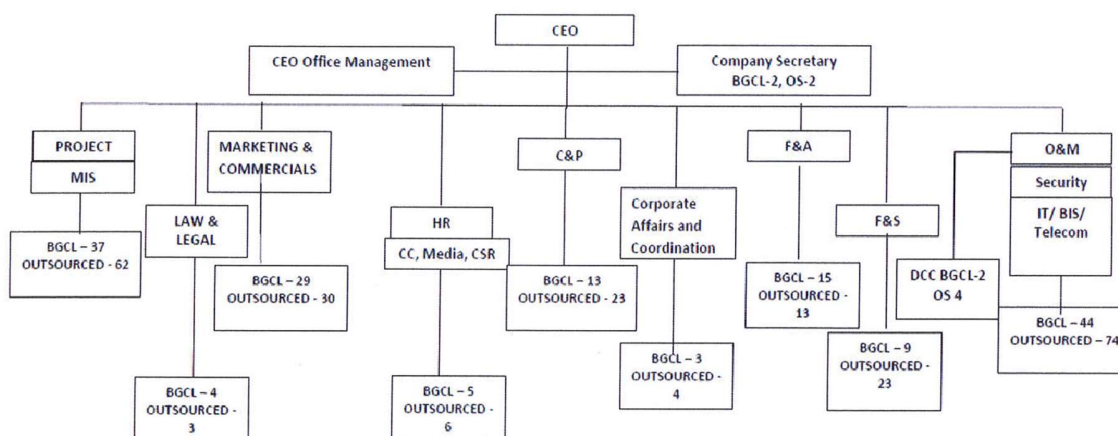 CEO
CEO Office Management
Company Secretary
BGCL-2, OS-2
PROJECT
MIS
BGCL – 37
OUTSOURCED - 62
LAW &
LEGAL
BGCL – 4
OUTSOURCED -
3
MARKETING &
COMMERCIALS
BGCL – 29
OUTSOURCED - 30
HR
CC, Media, CSR
BGCL – 5
OUTSOURCED -
6
C&P
BGCL – 13
OUTSOURCED - 23
Corporate
Affairs and
Coordination
BGCL – 3
OUTSOURCED -
4
F&A
BGCL – 15
OUTSOURCED -
13
F&S
BGCL – 9
OUTSOURCED -
23
O&M
Security
IT/ BIS/
Telecom
DCC BGCL-2
OS 4
BGCL – 44
OUTSOURCED – 74